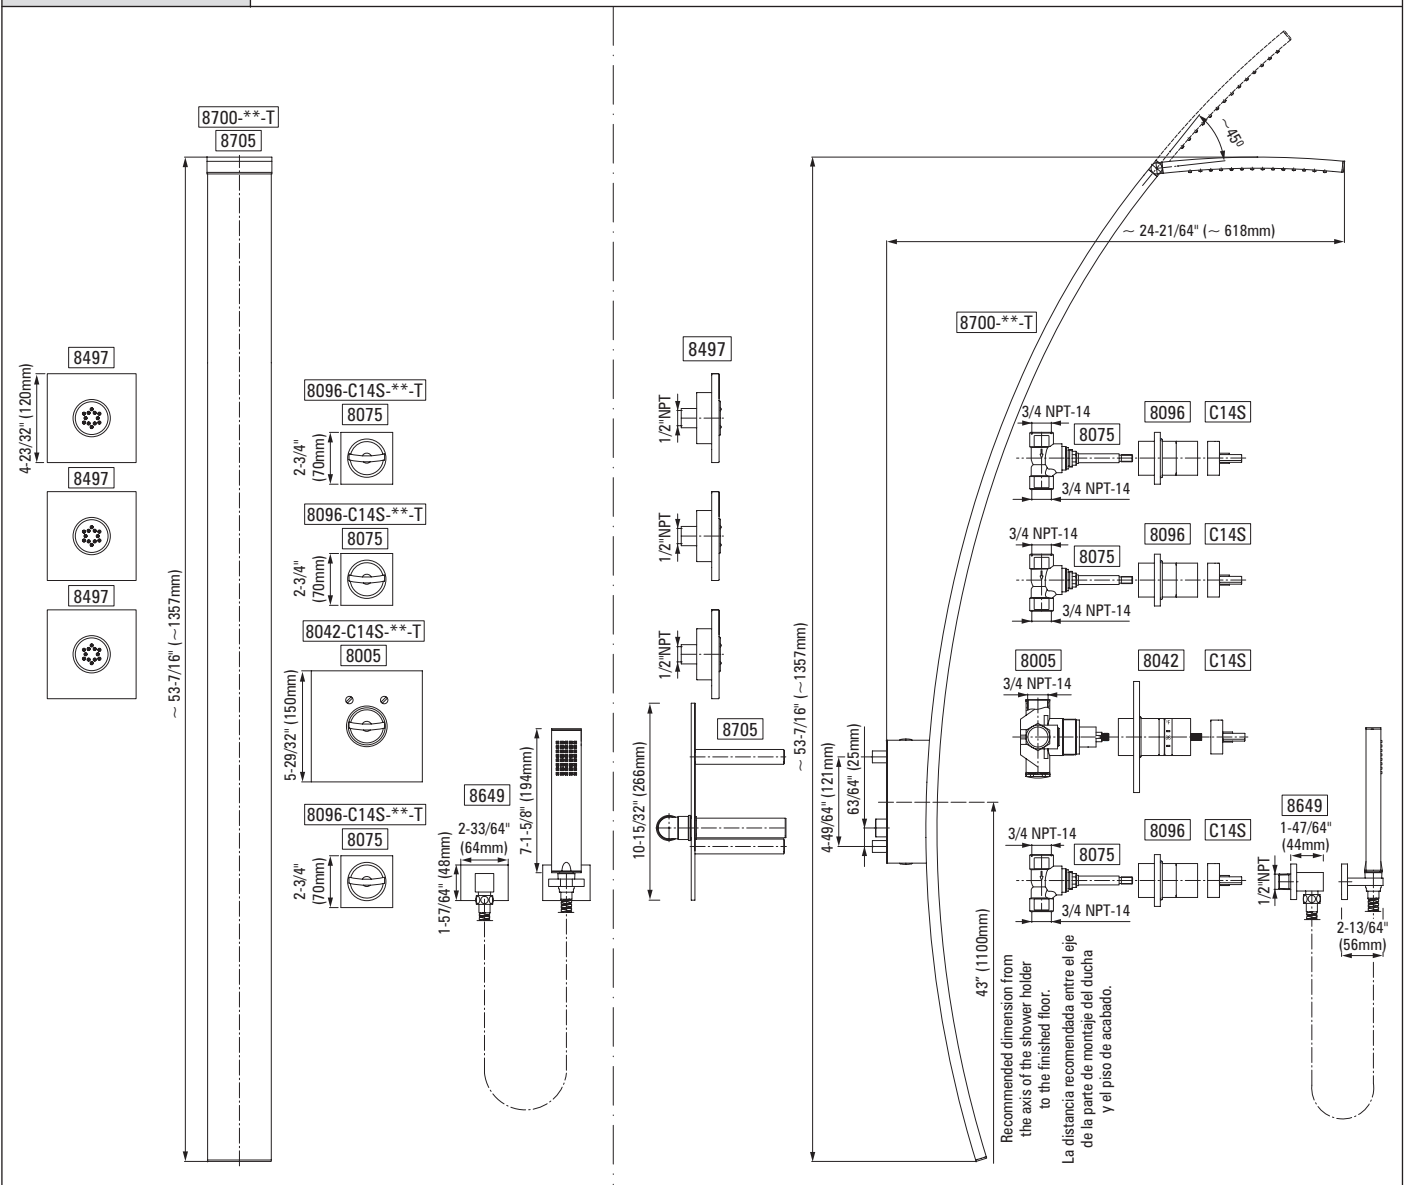 8700-**-T
8705
~ 53-7/16" (~1357mm)
8497
4-23/32" (120mm)
8497
8497
8096-C14S-**-T
8075
2-3/4"
(70mm)
8096-C14S-**-T
8075
2-3/4"
(70mm)
8042-C14S-**-T
8005
5-29/32" (150mm)
8096-C14S-**-T
8075
2-3/4"
(70mm)
8649
2-33/64"
(64mm)
1-57/64" (48mm)
7-1-5/8" (194mm)
8497
1/2"NPT
1/2"NPT
1/2"NPT
8705
10-15/32" (266mm)
~ 53-7/16" (~1357mm)
~45º
~ 24-21/64" (~ 618mm)
8700-**-T
4-49/64" (121mm)
63/64" (25mm)
3/4 NPT-14
8075
8096
C14S
3/4 NPT-14
3/4 NPT-14
8075
8096
C14S
3/4 NPT-14
8005
3/4 NPT-14
8042
C14S
3/4 NPT-14
8075
8096
C14S
3/4 NPT-14
8649
1-47/64"
(44mm)
1/2"NPT
2-13/64"
(56mm)
43" (1100mm)
Recommended dimension from
the axis of the shower holder
to the finished floor.
La distancia recomendada entre el eje
de la parte de montaje del ducha
y el piso de acabado.